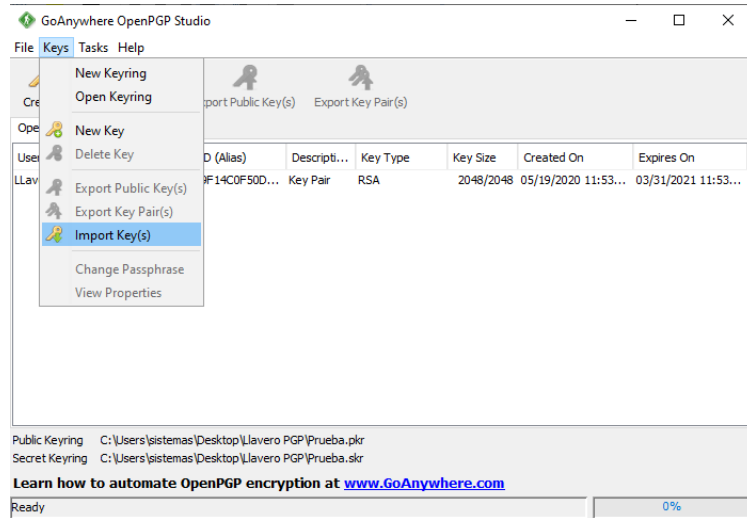 GoAnywhere OpenPGP Studio
File Keys Tasks Help
New Keyring
Open Keyring
New Key
Delete Key
Export Public Key(s)
Export Key Pair(s)
Import Key(s)
Change Passphrase
View Properties
Cre
port Public Key(s) Export Key Pair(s)
Ope
User D (Alias) Descripti... Key Type Key Size Created On Expires On
LLav 9F14C0F50D... Key Pair RSA 2048/2048 05/19/2020 11:53... 03/31/2021 11:53...
Public Keyring C:\Users\sistemas\Desktop\Llavero PGP\Prueba.pkr
Secret Keyring C:\Users\sistemas\Desktop\Llavero PGP\Prueba.skr
Learn how to automate OpenPGP encryption at www.GoAnywhere.com
Ready 0%